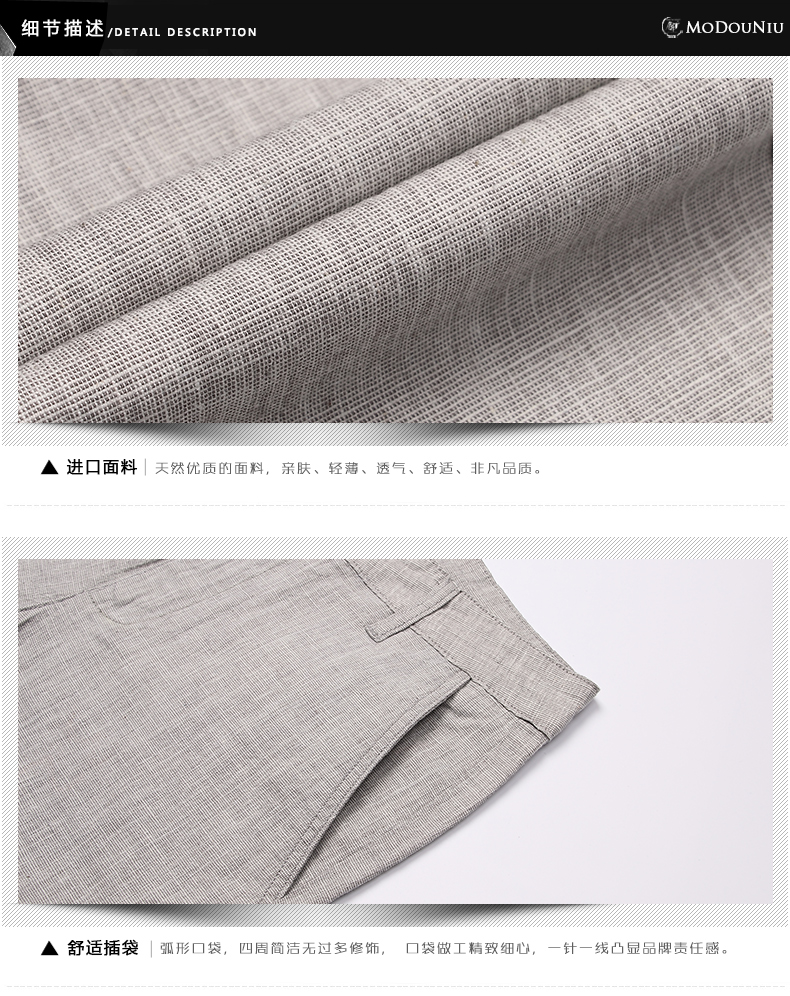 细节描述/DETAIL DESCRIPTION
MoDouNiu
▲ 进口面料 | 天然优质的面料，亲肤、轻薄、透气、舒适、非凡品质。
▲ 舒适插袋 | 弧形口袋，四周简洁无过多修饰， 口袋做工精致细心，一针一线凸显品牌责任感。